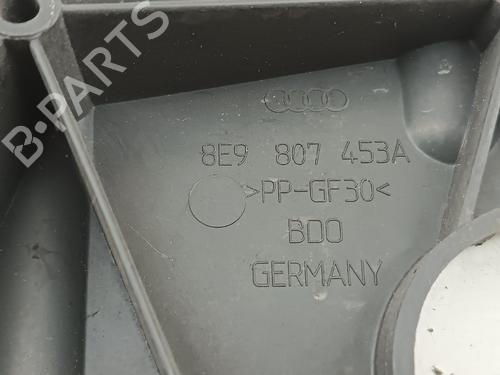 B-PARTS
8E9 807 453A
>PP-GF30<
BDO
GERMANY